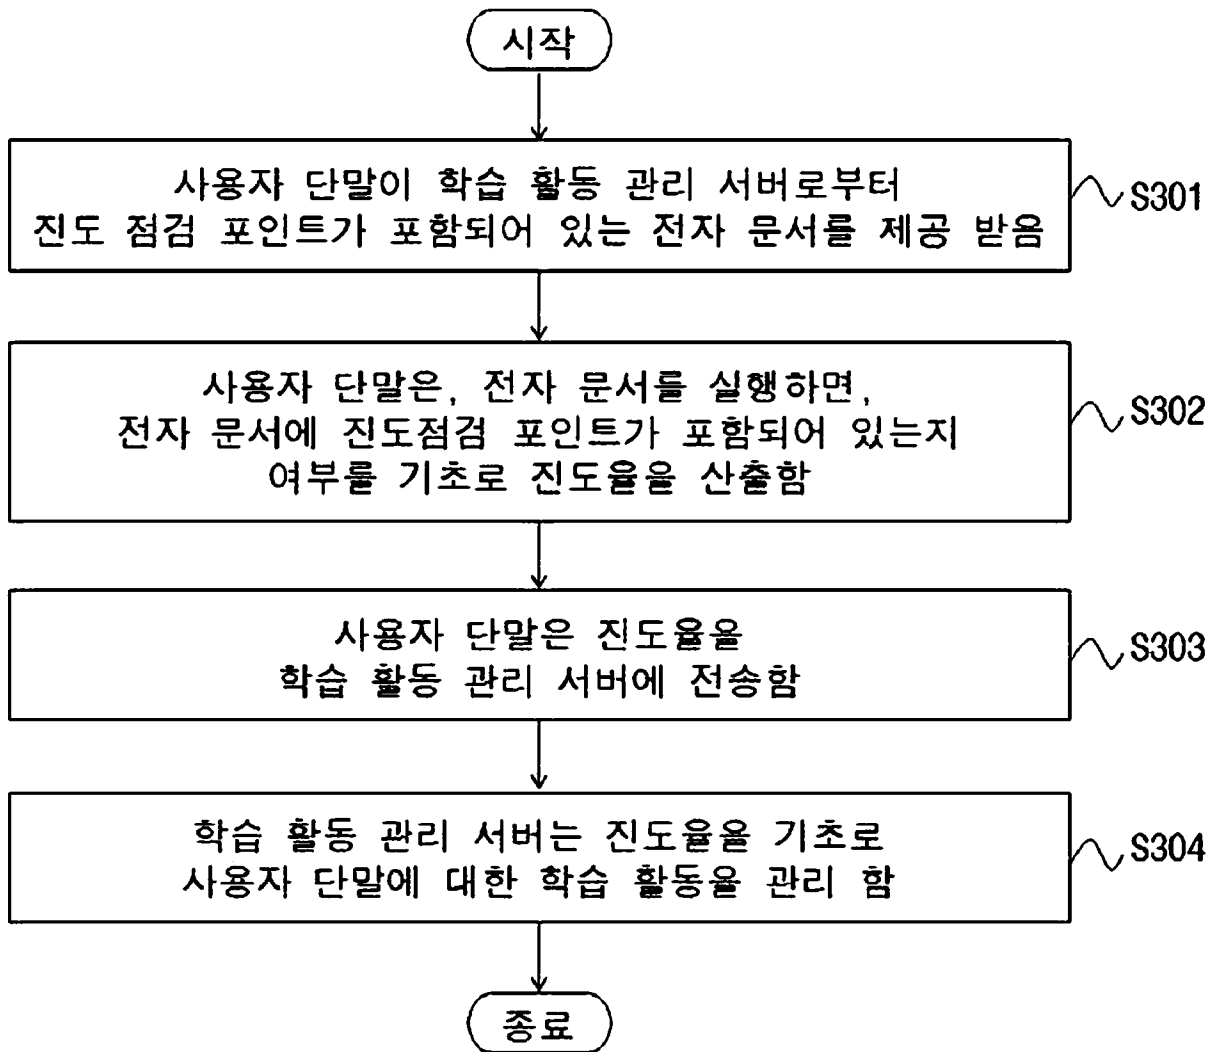 시작
사용자 단말이 학습 활동 관리 서버로부터
진도 점검 포인트가 포함되어 있는 전자 문서를 제공 받음
S301
사용자 단말은, 전자 문서를 실행하면,
전자 문서에 진도점검 포인트가 포함되어 있는지
여부를 기초로 진도율을 산출함
S302
사용자 단말은 진도율을
학습 활동 관리 서버에 전송함
S303
학습 활동 관리 서버는 진도율을 기초로
사용자 단말에 대한 학습 활동을 관리 함
S304
종료